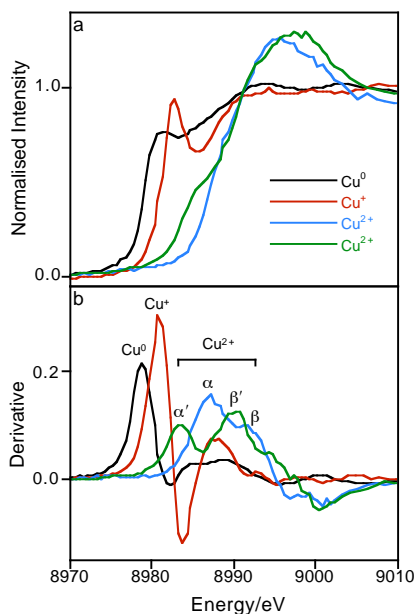 a
1.0
0.0
Normalised Intensity
Cu⁰
Cu⁺
Cu²⁺
Cu²⁺
b
Cu⁺
Cu⁰
Cu²⁺
α
α′
β′
β
0.2
0.0
Derivative
8970 8980 8990 9000 9010
Energy/eV